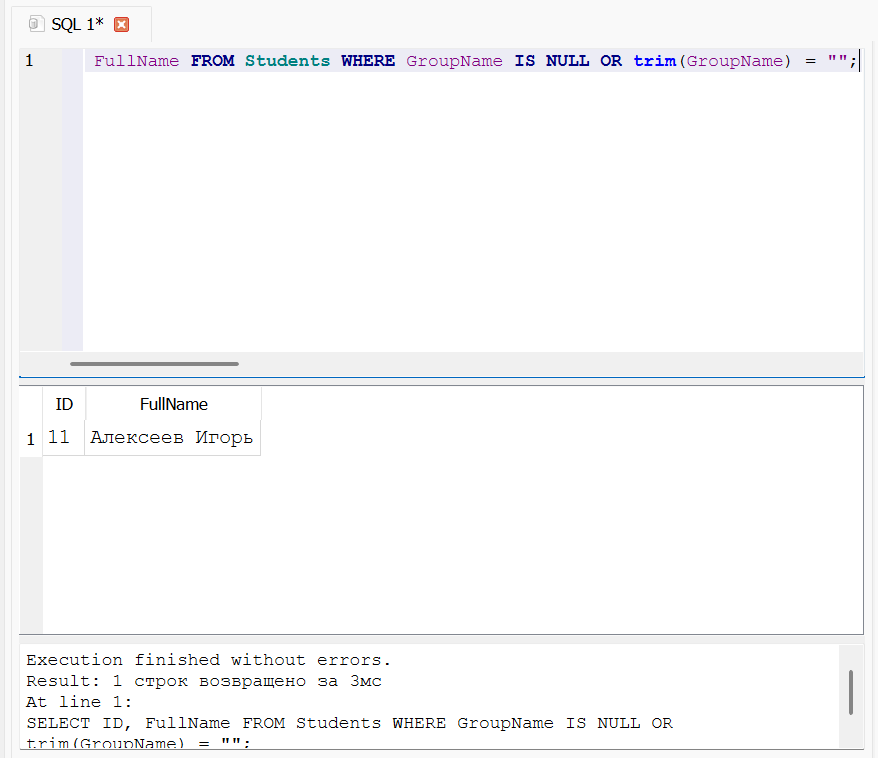 SQL 1*
1 FullName FROM Students WHERE GroupName IS NULL OR trim(GroupName) = "";
ID FullName
1 11 Алексеев Игорь
Execution finished without errors.
Result: 1 строк возвращено за 3мс
At line 1:
SELECT ID, FullName FROM Students WHERE GroupName IS NULL OR
trim(GroupName) = "";